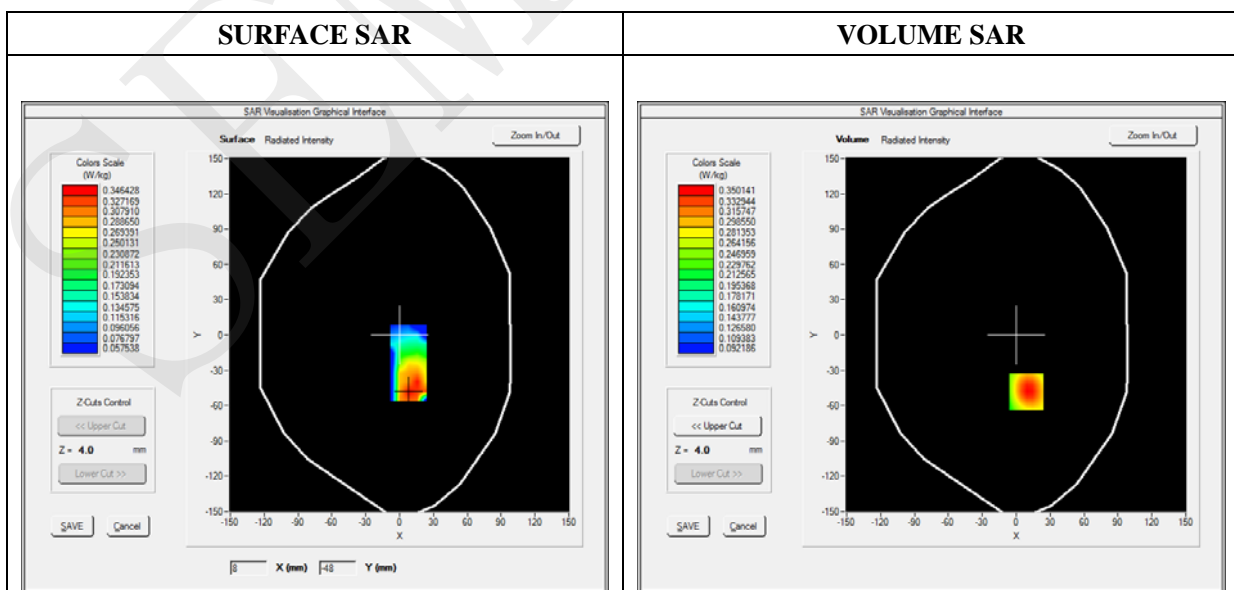 SURFACE SAR
VOLUME SAR
SAR Visualisation Graphical Interface
Surface Radiated Intensity
Zoom In/Out
Colors Scale
(W/kg)
0.346428
0.327169
0.307910
0.288650
0.269391
0.250131
0.230872
0.211613
0.192353
0.173094
0.153834
0.134575
0.115316
0.096056
0.076797
0.057538
Z-Cuts Control
<< Upper Cut
Z = 4.0 mm
Lower Cut >>
SAVE Cancel
150
120
90
60
30
0
-30
-60
-90
-120
-150
Y
-150 -120 -90 -60 -30 0 30 60 90 120 150
X
8 X (mm) -48 Y (mm)
SAR Visualisation Graphical Interface
Volume Radiated Intensity
Zoom In/Out
Colors Scale
(W/kg)
0.350141
0.332944
0.315747
0.298550
0.281353
0.264156
0.246959
0.229762
0.212565
0.195368
0.178171
0.160974
0.143777
0.126580
0.109383
0.092186
Z-Cuts Control
<< Upper Cut
Z = 4.0 mm
Lower Cut >>
SAVE Cancel
150
120
90
60
30
0
-30
-60
-90
-120
-150
Y
-150 -120 -90 -60 -30 0 30 60 90 120 150
X